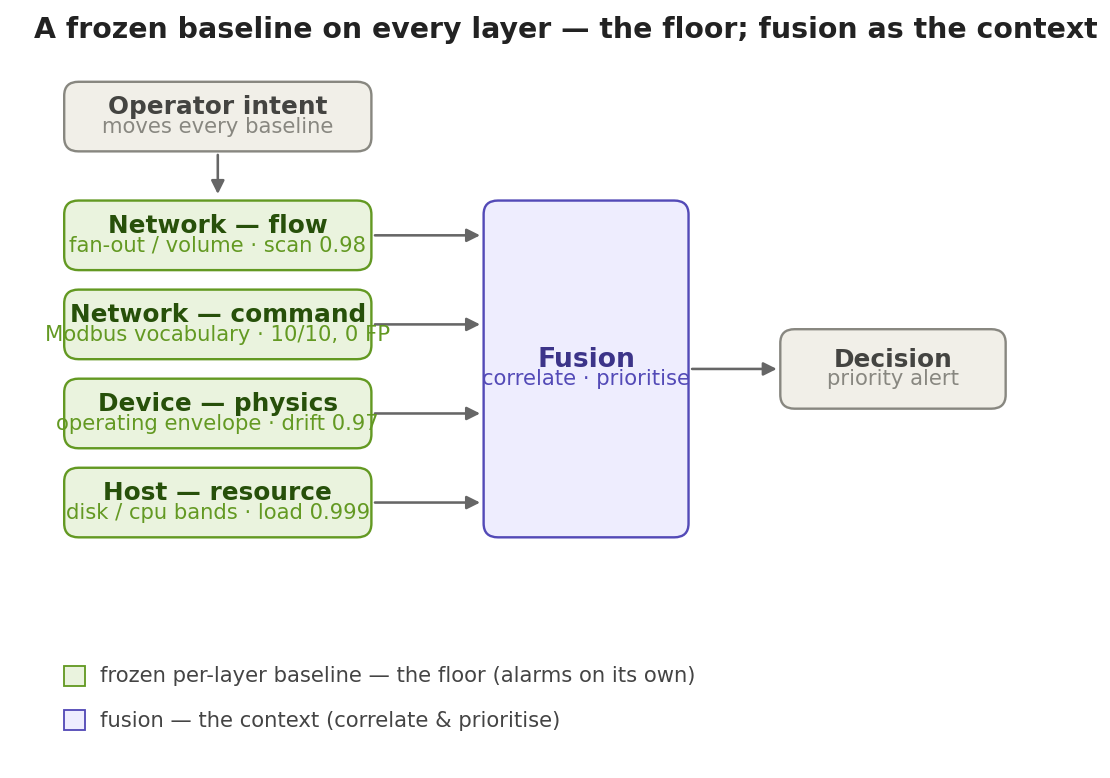 A frozen baseline on every layer — the floor; fusion as the context
Operator intent
moves every baseline
Network — flow
fan-out / volume · scan 0.98
Network — command
Modbus vocabulary · 10/10, 0 FP
Device — physics
operating envelope · drift 0.97
Host — resource
disk / cpu bands · load 0.999
Fusion
correlate · prioritise
Decision
priority alert
frozen per-layer baseline — the floor (alarms on its own)
fusion — the context (correlate & prioritise)